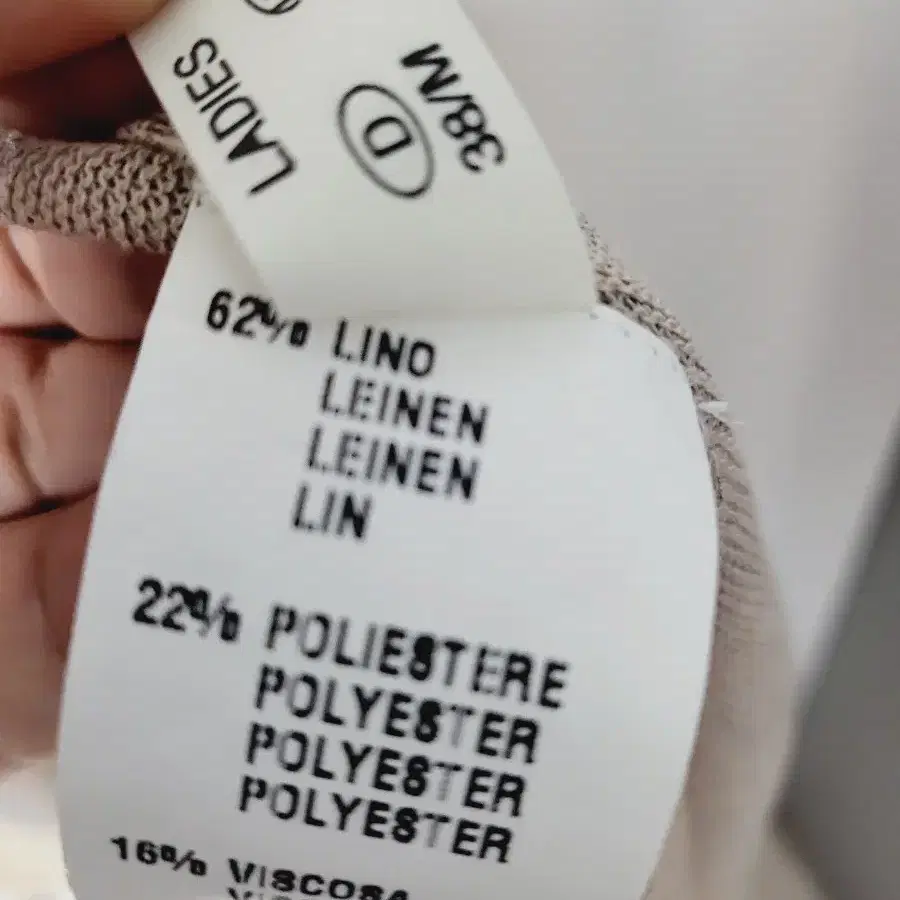 LADIES
D
38/M
62% LINO
LEINEN
LEINEN
LIN
22% POLIESTERE
POLYESTER
POLYESTER
POLYESTER
16% VISCOSA